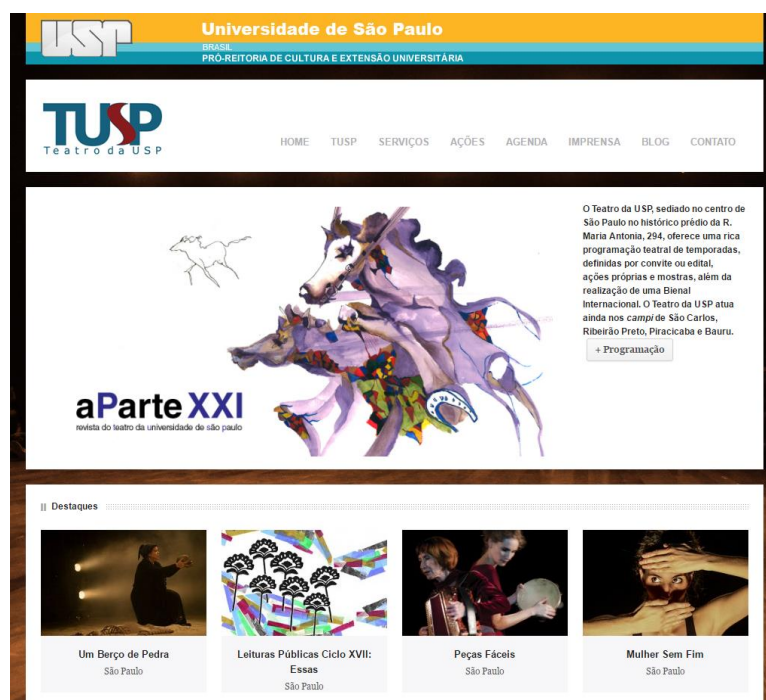 USP
Universidade de São Paulo
BRASIL
PRÓ-REITORIA DE CULTURA E EXTENSÃO UNIVERSITÁRIA
TUSP
Teatro da USP
HOME TUSP SERVIÇOS AÇÕES AGENDA IMPRENSA BLOG CONTATO
O Teatro da USP, sediado no centro de
São Paulo no histórico prédio da R.
Maria Antonia, 294, oferece uma rica
programação teatral de temporadas,
definidas por convite ou edital,
ações próprias e mostras, além da
realização de uma Bienal
Internacional. O Teatro da USP atua
ainda nos campi de São Carlos,
Ribeirão Preto, Piracicaba e Bauru.
+ Programação
aParte XXI
revista do teatro da universidade de são paulo
Destaques
Um Berço de Pedra
São Paulo
Leituras Públicas Ciclo XVII:
Essas
São Paulo
Peças Fáceis
São Paulo
Mulher Sem Fim
São Paulo